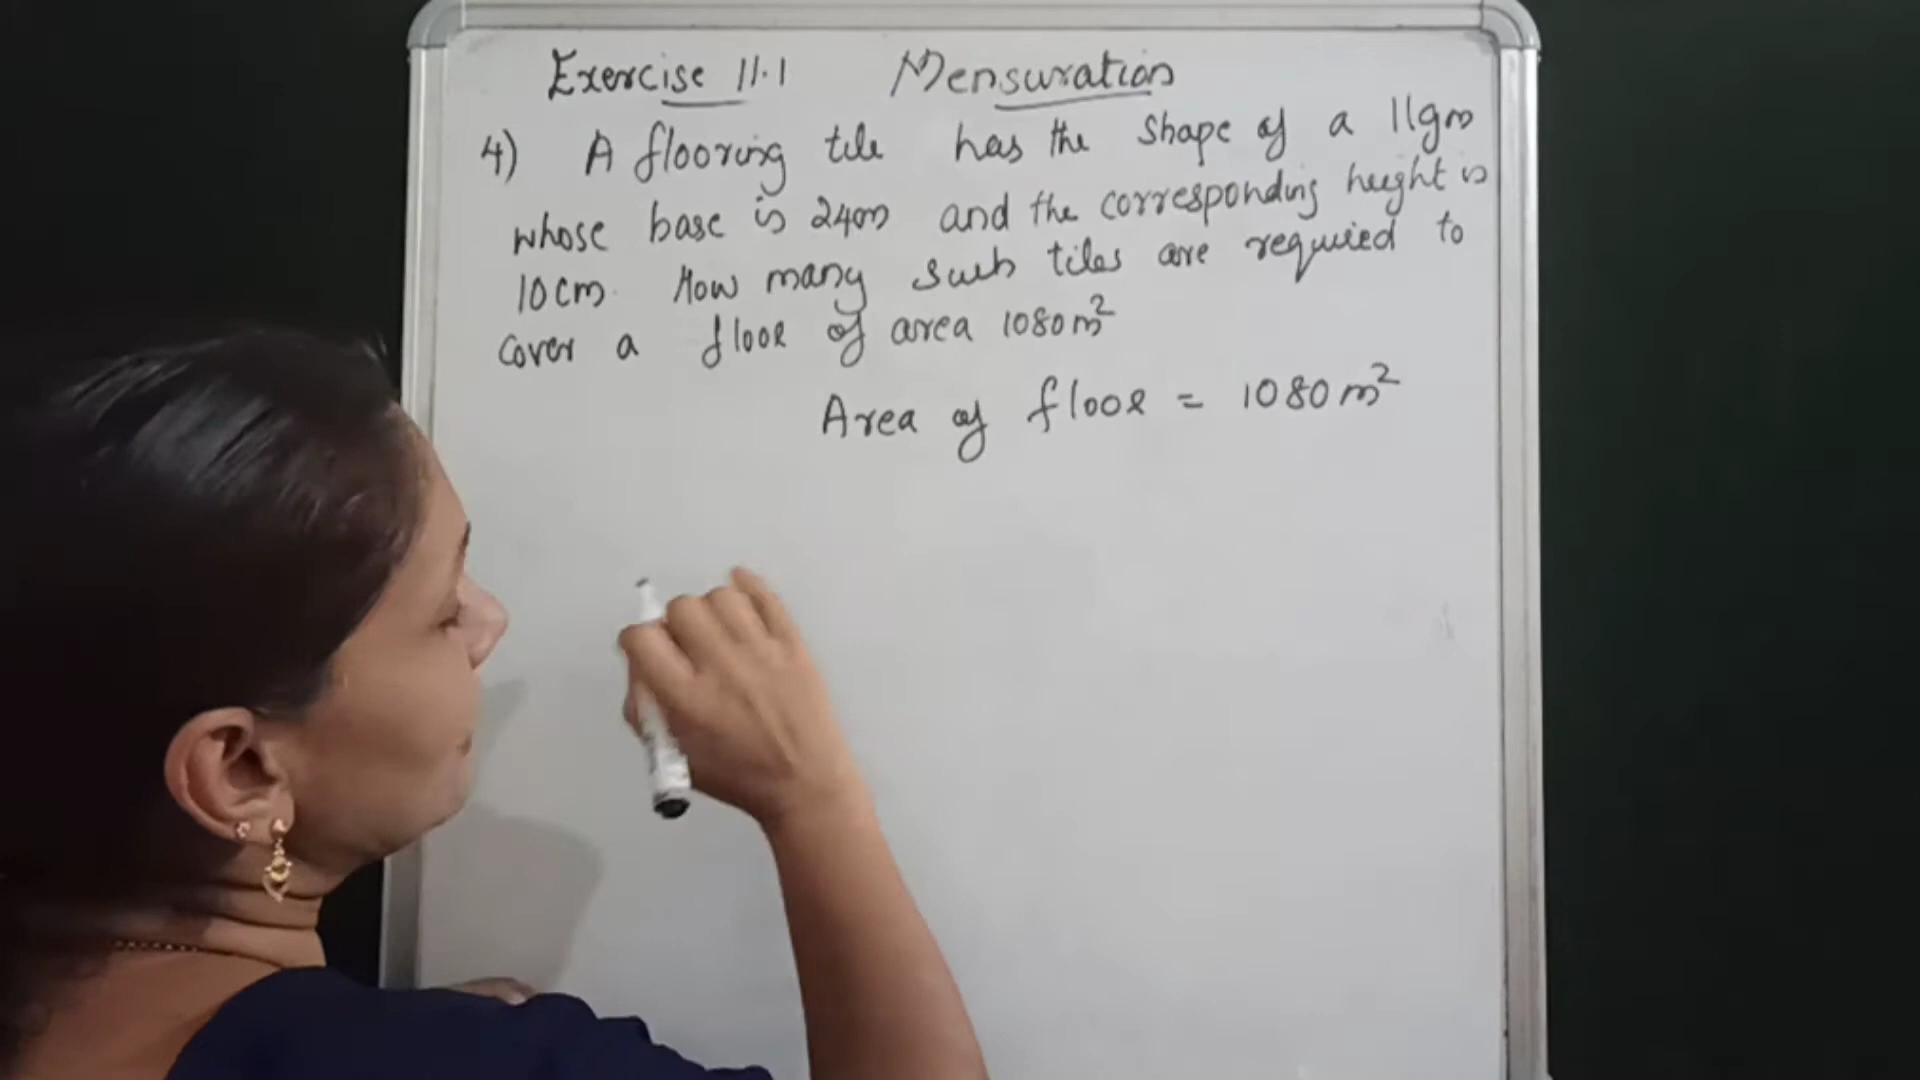 Exercise 11.1 Mensuration
4) A flooring tile has the shape of a ||gm
whose base is 24cm and the corresponding height is
10cm. How many such tiles are required to
cover a floor of area 1080m²
Area of floor = 1080m²